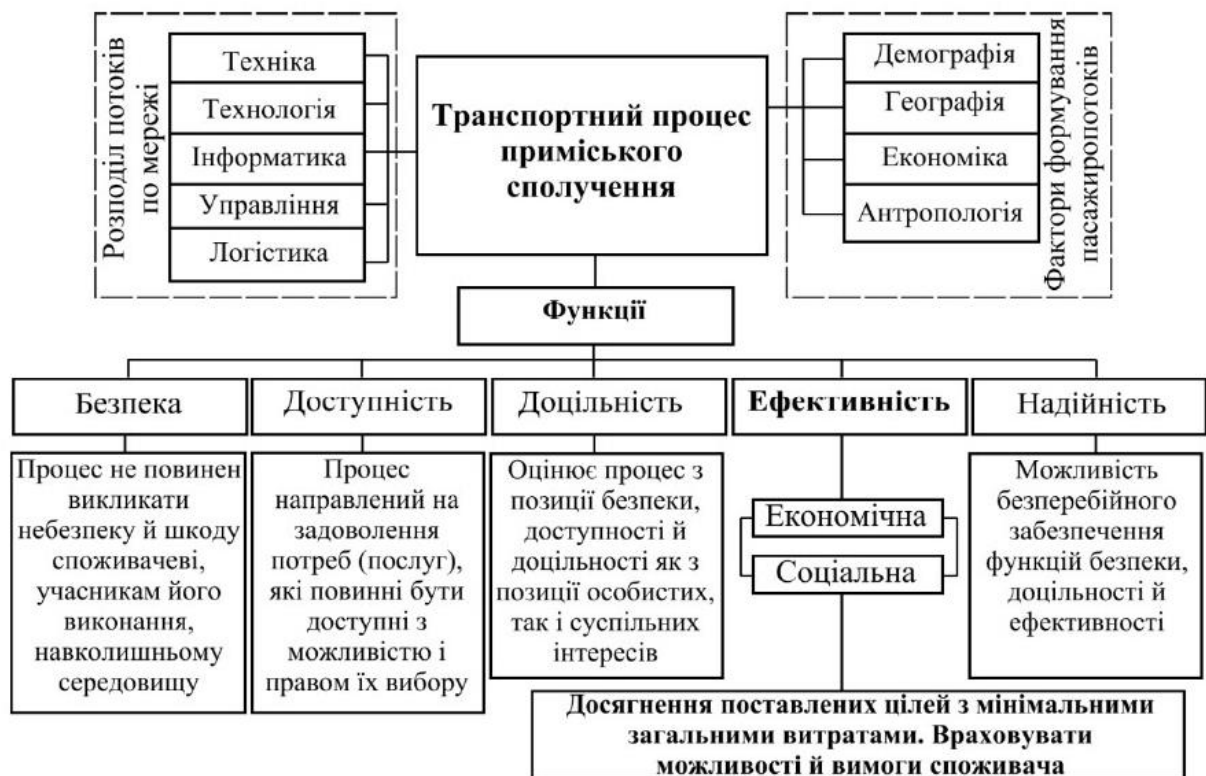 Розподіл потоків
по мережі
Техніка
Технологія
Інформатика
Управління
Логістика
Транспортний процес
приміського
сполучення
Демографія
Географія
Економіка
Антропологія
Фактори формування
пасажиропотоків
Функції
Безпека
Доступність
Доцільність
Ефективність
Надійність
Процес не повинен
викликати
небезпеку й шкоду
споживачеві,
учасникам його
виконання,
навколишньому
середовищу
Процес
направлений на
задоволення
потреб (послуг),
які повинні бути
доступні з
можливістю і
правом їх вибору
Оцінює процес з
позиції безпеки,
доступності й
доцільності як з
позиції особистих,
так і суспільних
інтересів
Економічна
Соціальна
Можливість
безперебійного
забезпечення
функцій безпеки,
доцільності й
ефективності
Досягнення поставлених цілей з мінімальними
загальними витратами. Враховувати
можливості й вимоги споживача